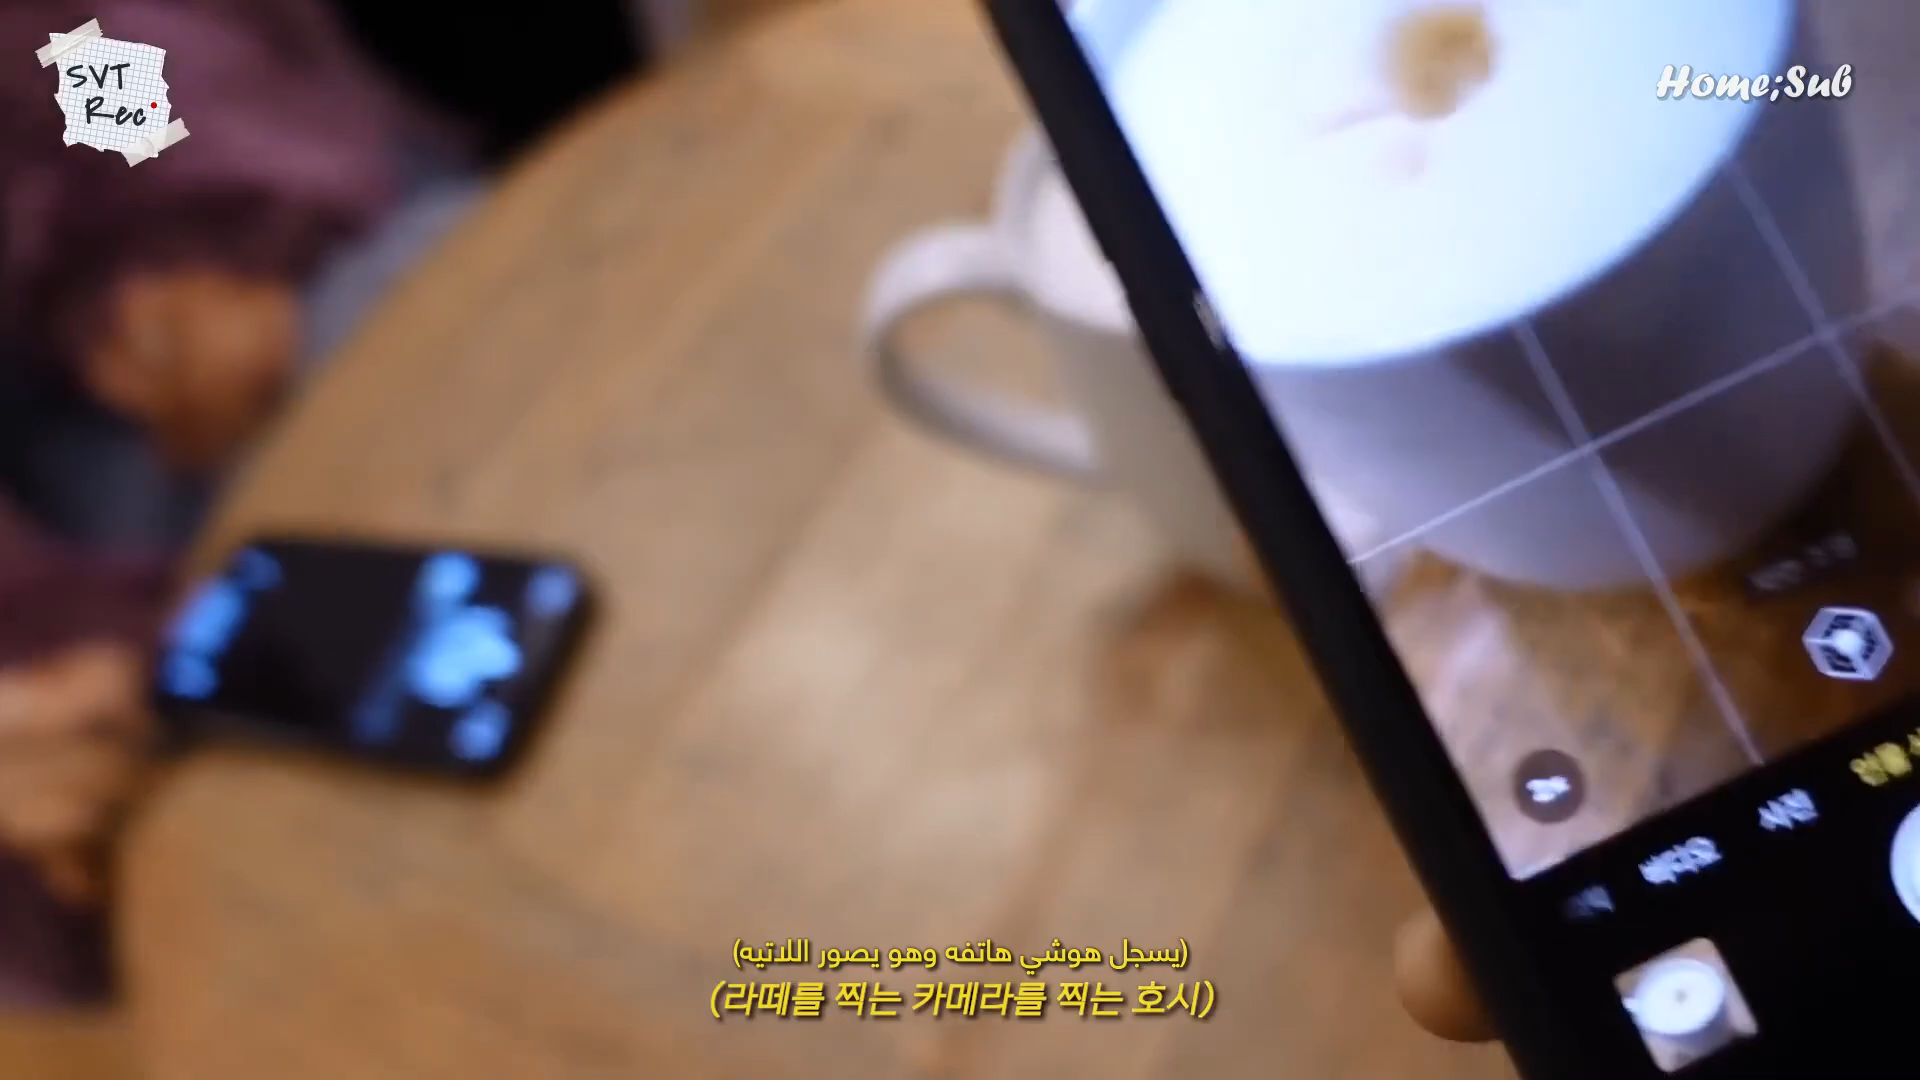 SVT
Rec
Home;Sub
(يسجل هوشي هاتفه وهو يصور اللاتيه)
(라떼를 찍는 카메라를 찍는 호시)